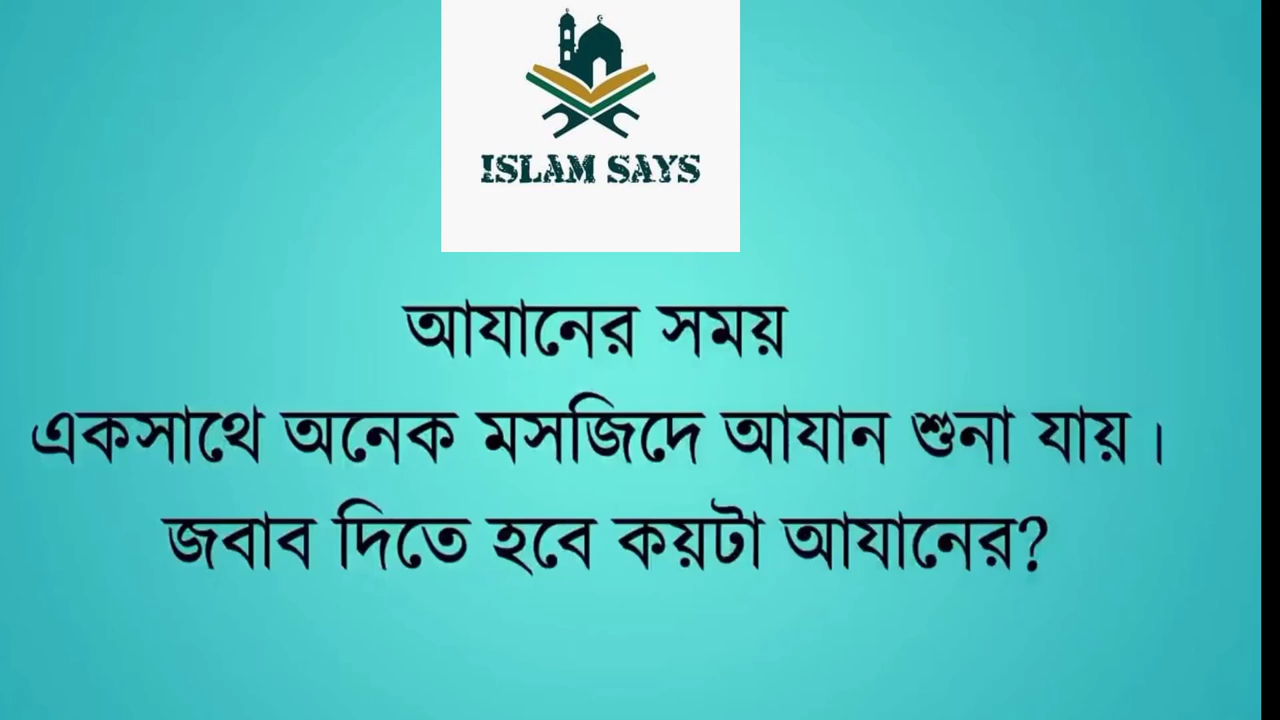 ISLAM SAYS
আযানের সময়
একসাথে অনেক মসজিদে আযান শুনা যায়।
জবাব দিতে হবে কয়টা আযানের?